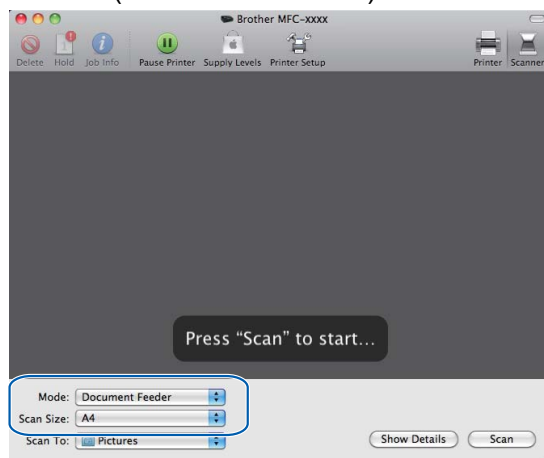 Brother MFC-xxxx
Delete Hold Job Info Pause Printer Supply Levels Printer Setup Printer Scanner
Press “Scan” to start...
Mode: Document Feeder
Scan Size: A4
Scan To: Pictures
Show Details Scan